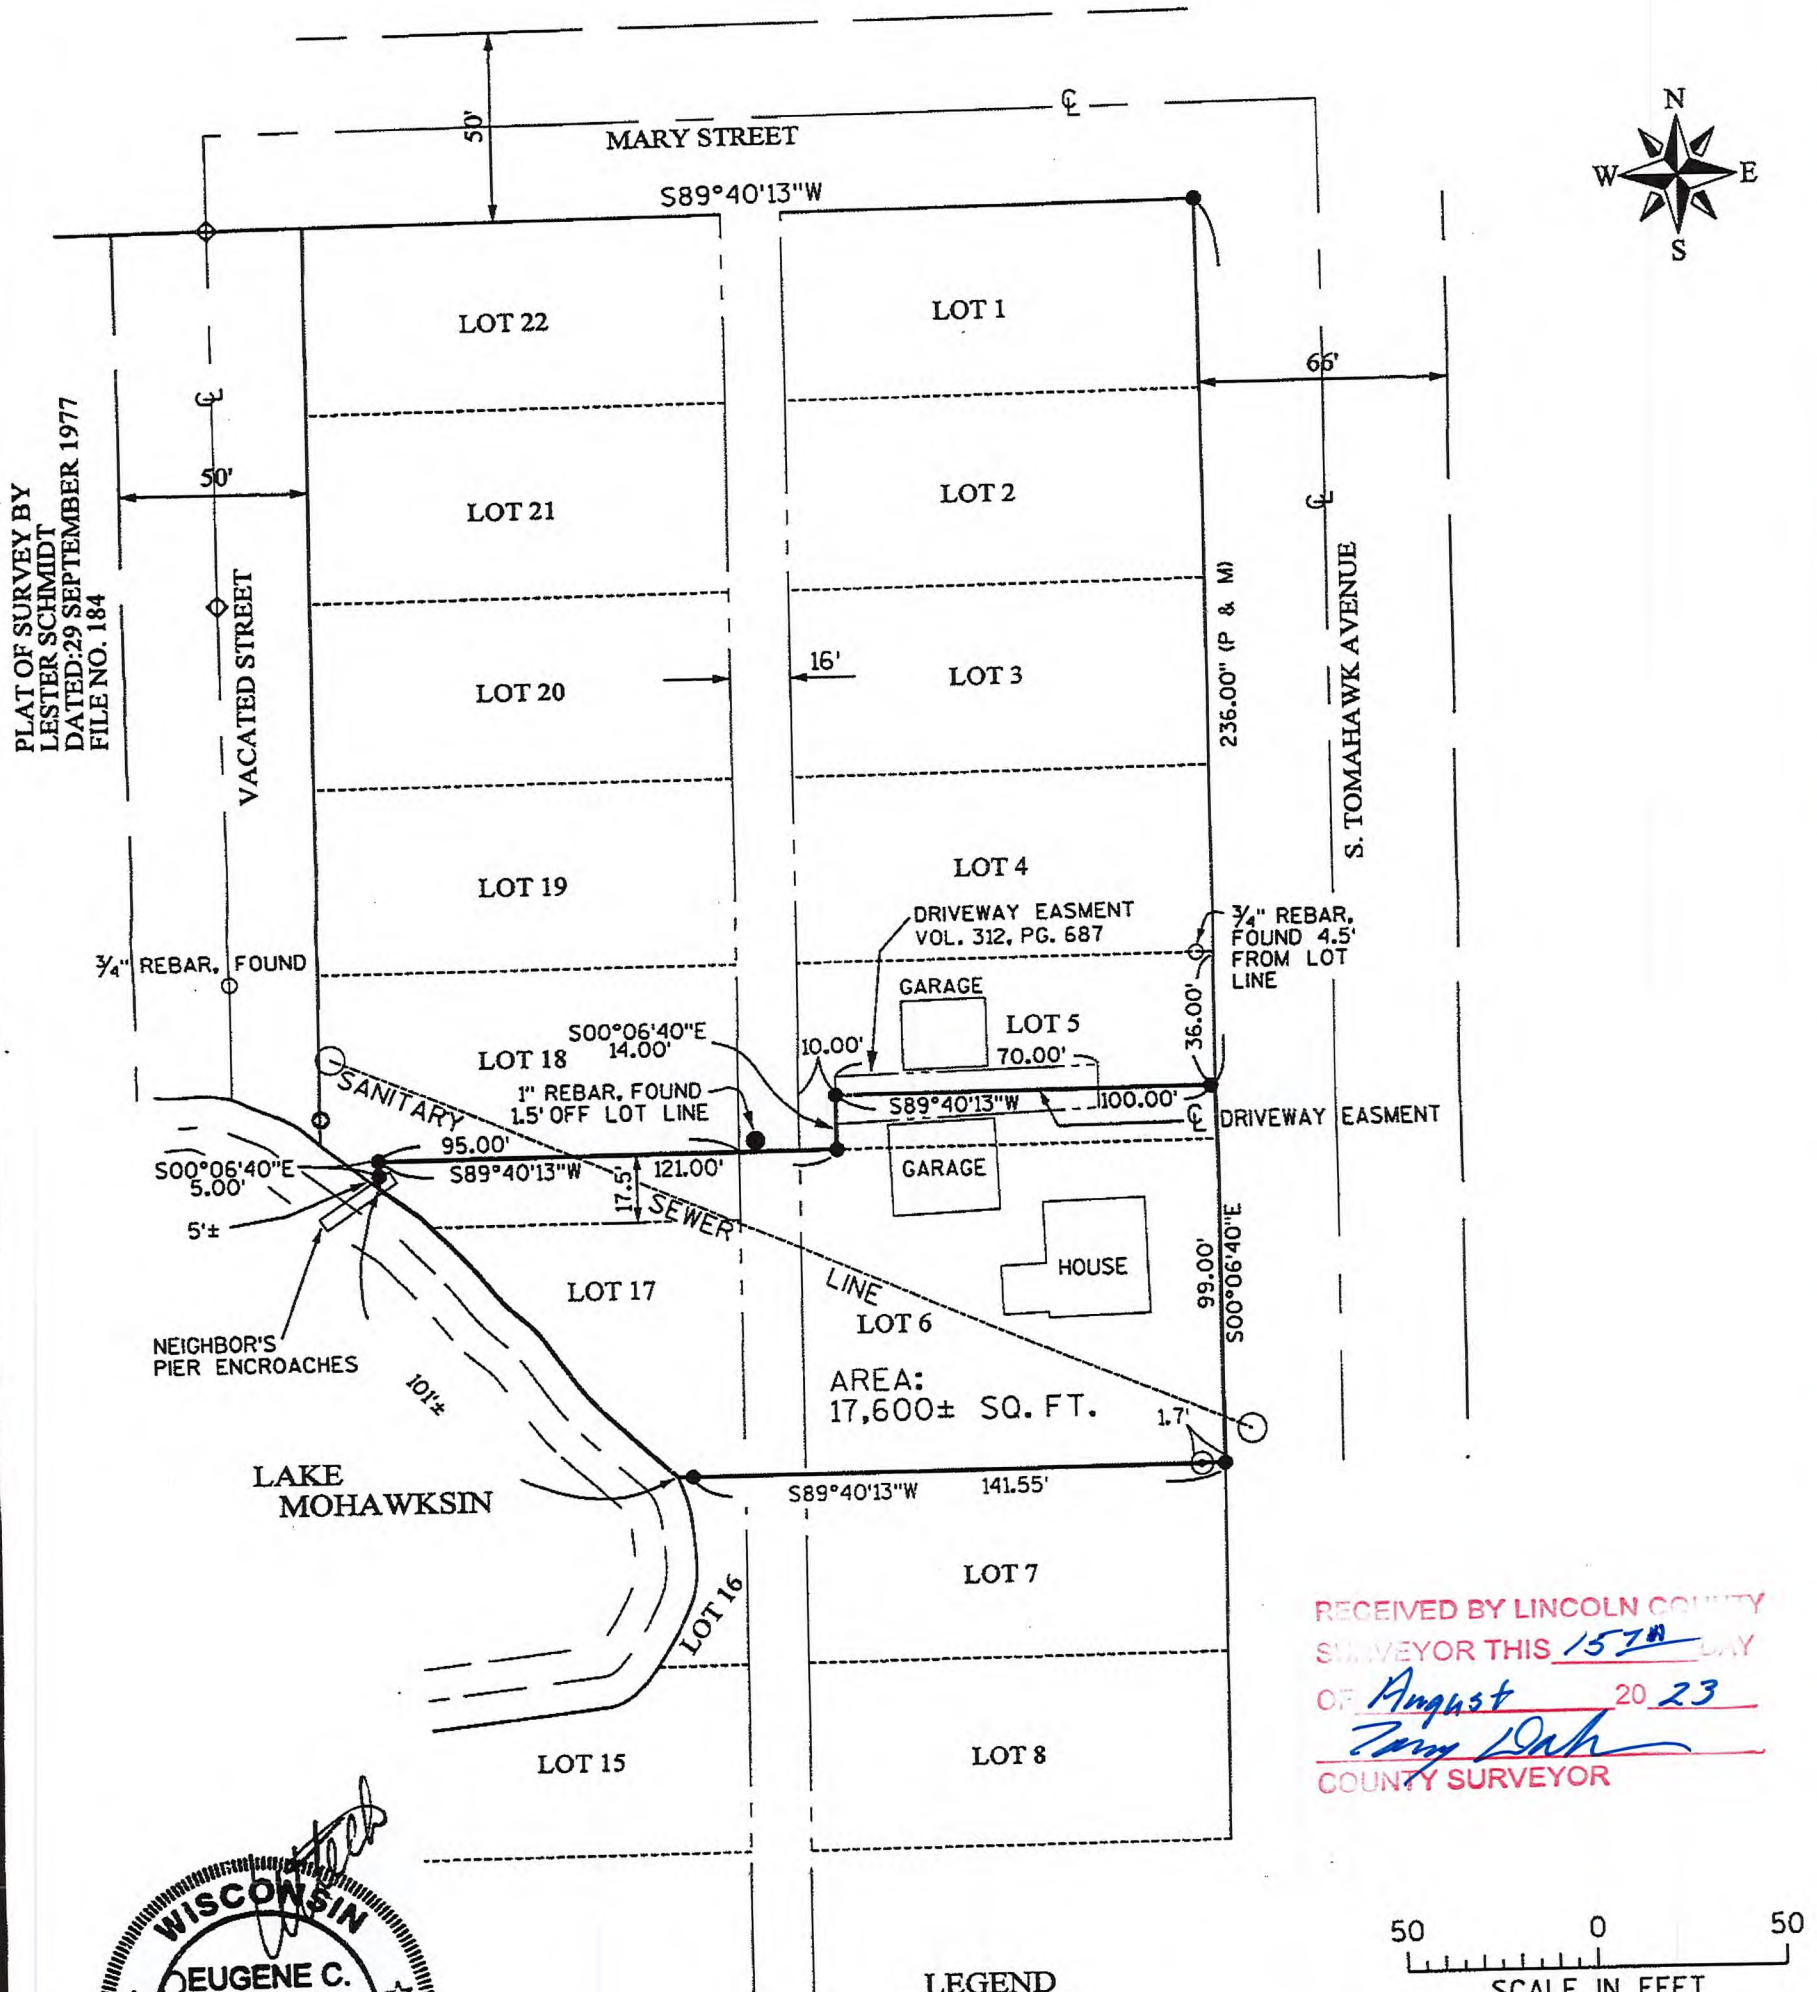 50'
℄
MARY STREET
S89°40'13"W
N
W E
S
LOT 22
LOT 1
66'
℄
50'
LOT 21
LOT 2
℄
PLAT OF SURVEY BY
LESTER SCHMIDT
DATED:29 SEPTEMBER 1977
FILE NO. 184
VACATED STREET
236.00" (P & M)
S. TOMAHAWK AVENUE
16'
LOT 20
LOT 3
LOT 19
LOT 4
DRIVEWAY EASMENT
VOL. 312, PG. 687
3/4" REBAR,
FOUND 4.5'
FROM LOT
LINE
3/4" REBAR, FOUND
GARAGE
LOT 5
36.00'
S00°06'40"E
14.00'
10.00'
70.00'
LOT 18
SANITARY
1" REBAR, FOUND
1.5' OFF LOT LINE
S89°40'13"W
100.00'
℄ DRIVEWAY EASMENT
95.00'
S89°40'13"W
121.00'
S00°06'40"E
5.00'
GARAGE
17.5'
SEWER
5'±
HOUSE
99.00'
S00°06'40"E
LINE
LOT 17
LOT 6
NEIGHBOR'S
PIER ENCROACHES
101'±
AREA:
17,600± SQ. FT.
1.7'
LAKE
MOHAWKSIN
S89°40'13"W
141.55'
LOT 7
LOT 16
RECEIVED BY LINCOLN COUNTY
SURVEYOR THIS 15TH DAY
OF August 20 23
COUNTY SURVEYOR
LOT 15
LOT 8
WISCONSIN
EUGENE C.
LEGEND
50 0 50
SCALE IN FEET